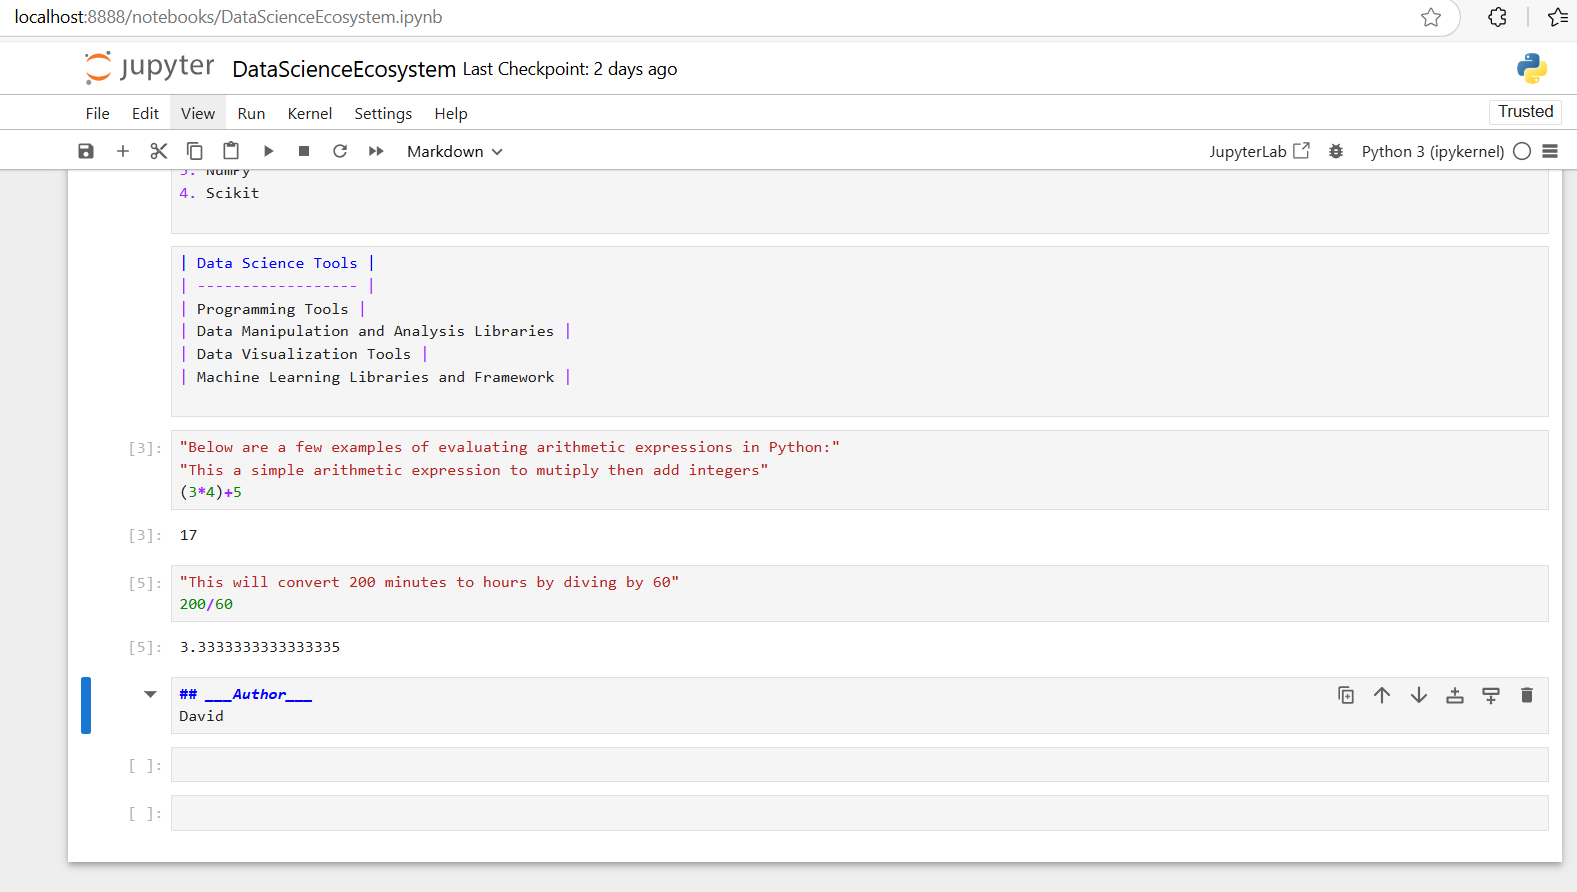 localhost:8888/notebooks/DataScienceEcosystem.ipynb
jupyter DataScienceEcosystem Last Checkpoint: 2 days ago
File Edit View Run Kernel Settings Help Trusted
Markdown JupyterLab Python 3 (ipykernel)
3. NumPy
4. Scikit
| Data Science Tools |
| ------------------ |
| Programming Tools |
| Data Manipulation and Analysis Libraries |
| Data Visualization Tools |
| Machine Learning Libraries and Framework |
[3]: "Below are a few examples of evaluating arithmetic expressions in Python:"
"This a simple arithmetic expression to mutiply then add integers"
(3*4)+5
[3]: 17
[5]: "This will convert 200 minutes to hours by diving by 60"
200/60
[5]: 3.3333333333333335
## ___Author___
David
[ ]:
[ ]: